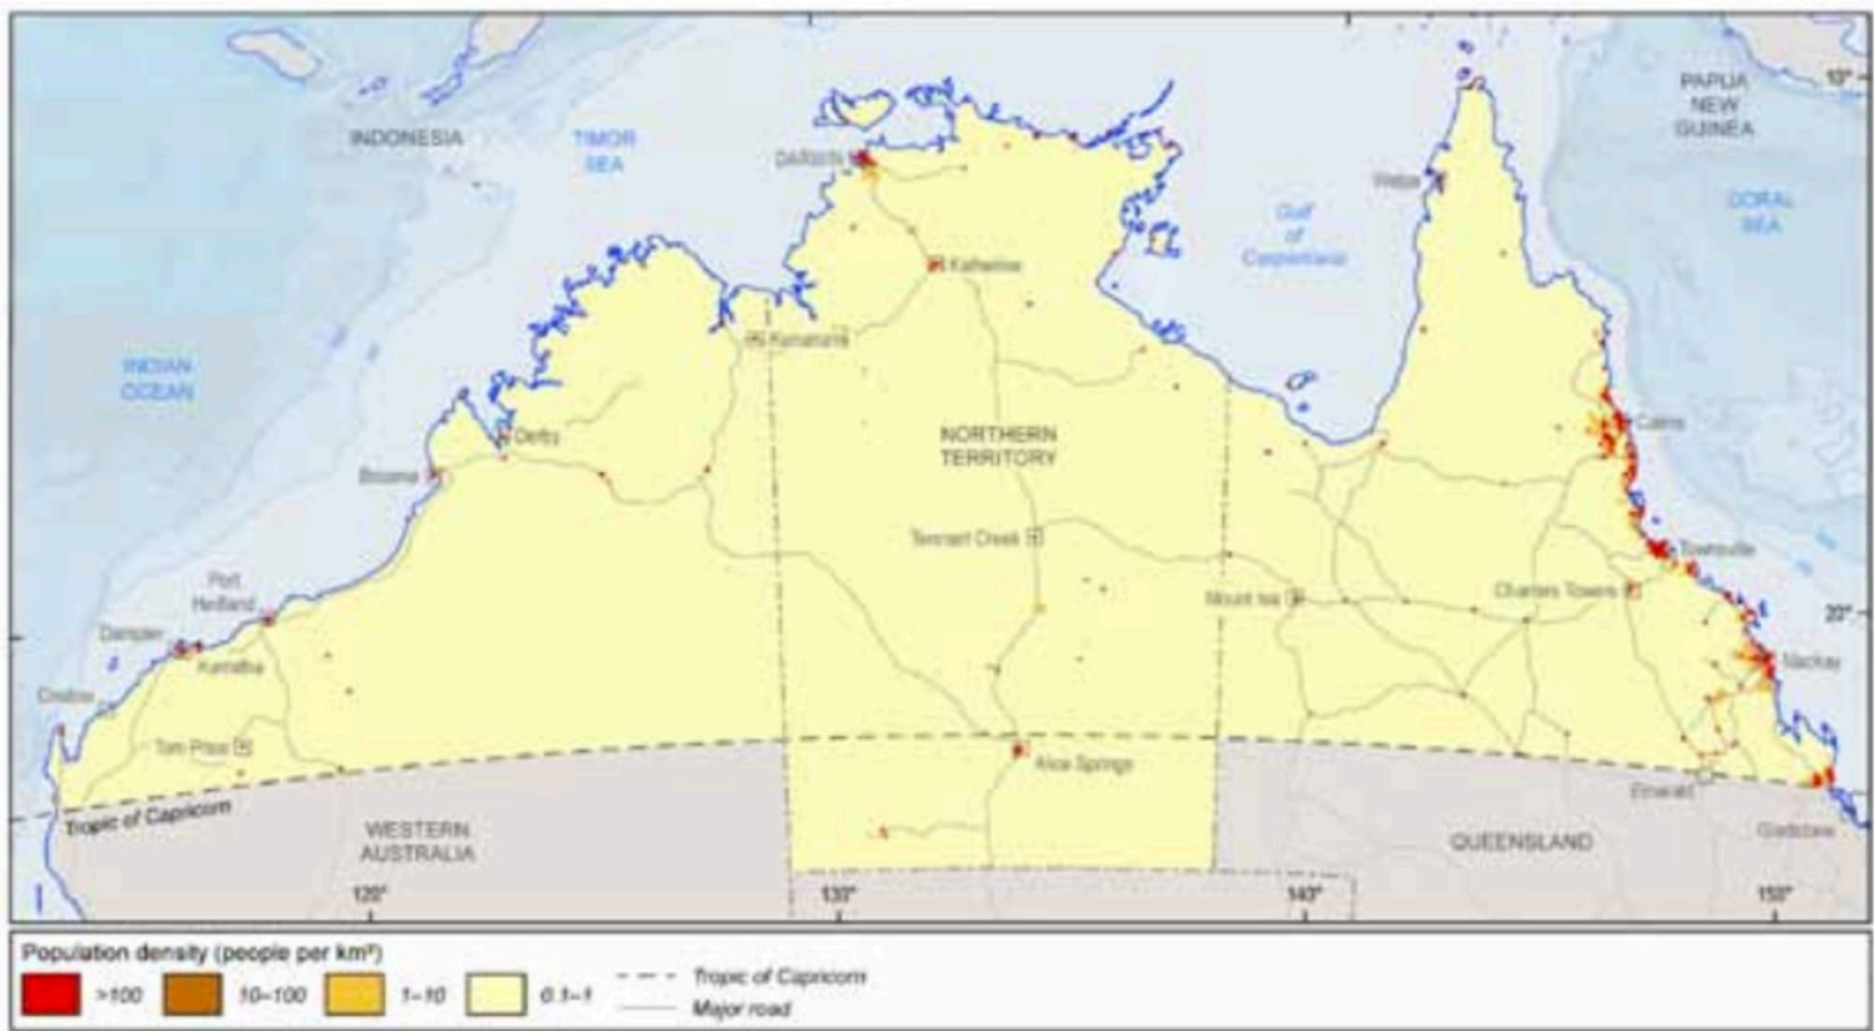 INDONESIA
TIMOR
SEA
PAPUA
NEW
GUINEA
10°
DARWIN
Weipa
CORAL
SEA
Gulf
of
Carpentaria
Katherine
Kununurra
INDIAN
OCEAN
Derby
Broome
NORTHERN
TERRITORY
Cairns
Tennant Creek
Townsville
Port
Hedland
Mount Isa
Charters Towers
20°
Dampier
Karratha
Mackay
Onslow
Tom Price
Alice Springs
Emerald
Tropic of Capricorn
WESTERN
AUSTRALIA
QUEENSLAND
Gladstone
120°
130°
140°
150°
Population density (people per km²)
>100
10–100
1–10
0.1–1
Tropic of Capricorn
Major road